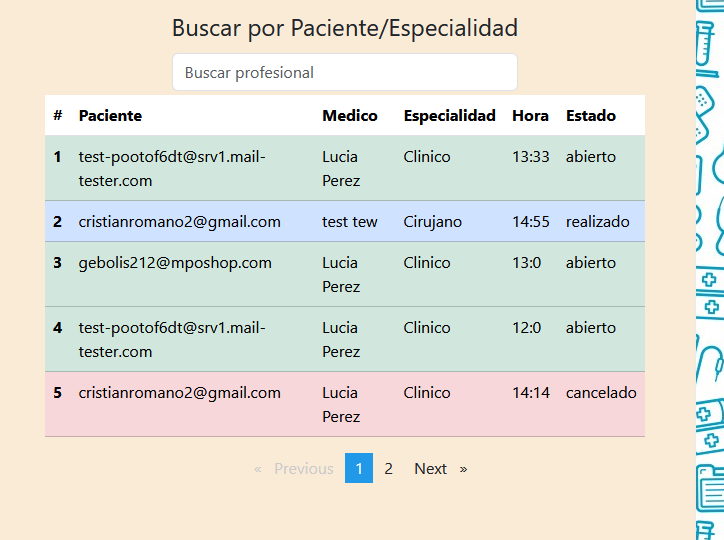 Buscar por Paciente/Especialidad
Buscar profesional
# Paciente Medico Especialidad Hora Estado
1 test-pootof6dt@srv1.mail- Lucia Clinico 13:33 abierto
tester.com Perez
2 cristianromano2@gmail.com test tew Cirujano 14:55 realizado
3 gebolis212@mposhop.com Lucia Clinico 13:0 abierto
Perez
4 test-pootof6dt@srv1.mail- Lucia Clinico 12:0 abierto
tester.com Perez
5 cristianromano2@gmail.com Lucia Clinico 14:14 cancelado
Perez
« Previous 1 2 Next »